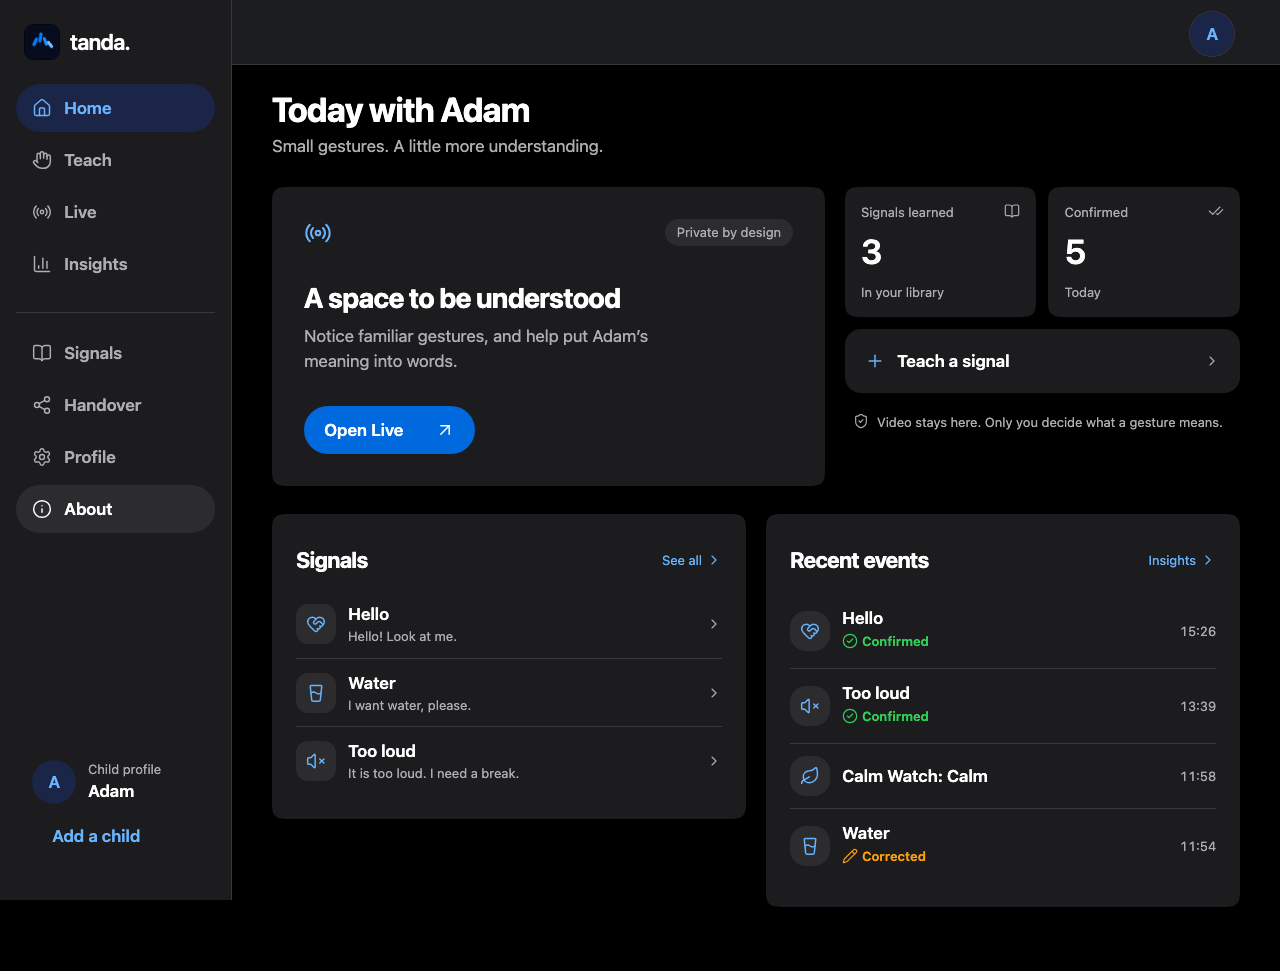 tanda.
A
Home
Teach
Live
Insights
Signals
Handover
Profile
About
A
Child profile
Adam
Add a child
Today with Adam
Small gestures. A little more understanding.
Private by design
A space to be understood
Notice familiar gestures, and help put Adam’s
meaning into words.
Open Live
Signals learned
3
In your library
Confirmed
5
Today
Teach a signal
Video stays here. Only you decide what a gesture means.
Signals
See all
Hello
Hello! Look at me.
Water
I want water, please.
Too loud
It is too loud. I need a break.
Recent events
Insights
Hello
Confirmed
15:26
Too loud
Confirmed
13:39
Calm Watch: Calm
11:58
Water
Corrected
11:54